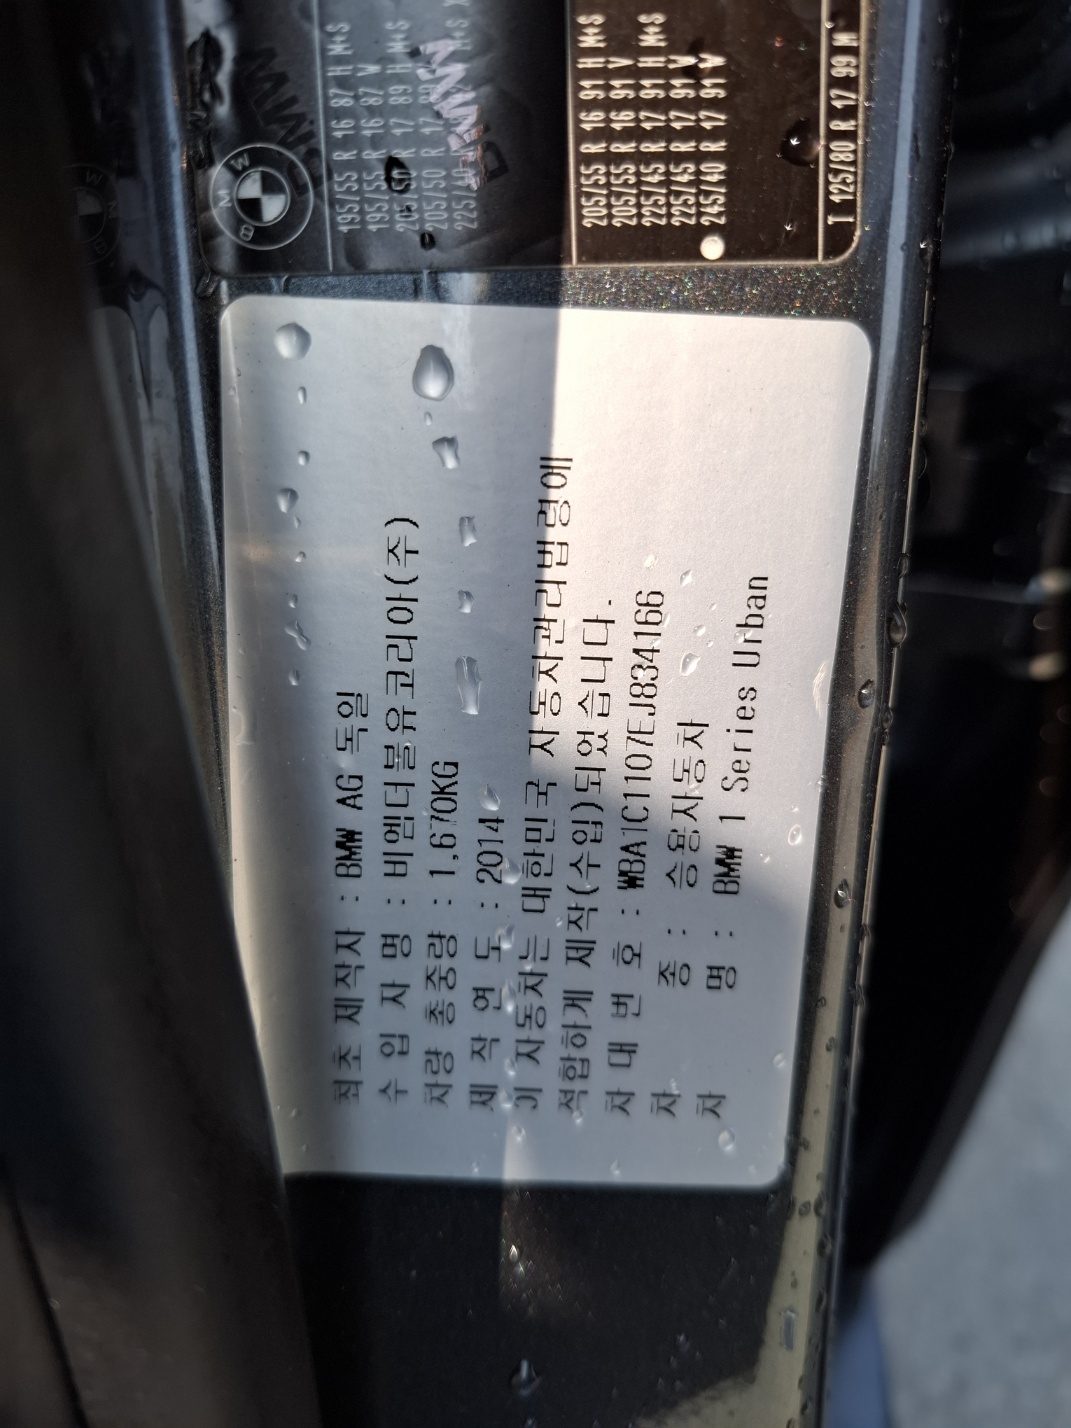 최초 제작자 : BMW AG 독일
수 입 자 명 : 비엠더블유코리아(주)
차량 총중량 : 1,670KG
제 작 연 도 : 2014
이 자동차는 대한민국 자동차관리법령에
적합하게 제작(수입)되었습니다.
차 대 번 호 : WBA1C1107EJ834166
차 종 : 승용자동차
차 명 : BMW 1 Series Urban
BMW
195/55 R 16 87 H M+S
195/55 R 16 87 V
205/50 R 17 89 H M+S
205/55 R 16 91 H M+S
205/55 R 16 91 V
225/45 R 17 91 H M+S
225/45 R 17 91 W
245/40 R 17 91 W
T 125/80 R 17 99 M